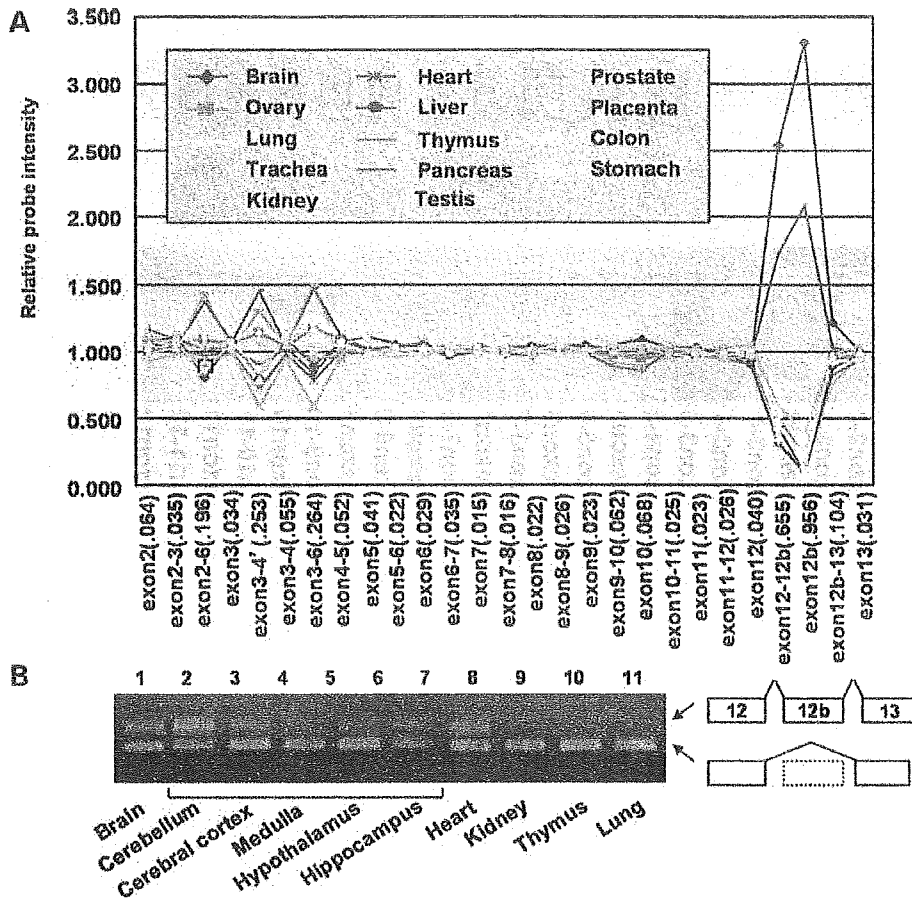 A
Relative probe intensity
3.500
3.000
2.500
2.000
1.500
1.000
0.500
0.000
Brain Heart Prostate
Ovary Liver Placenta
Lung Thymus Colon
Trachea Pancreas Stomach
Kidney Testis
exon2(.064)
exon2-3(.035)
exon2-6(.196)
exon3(.034)
exon3-4'(.253)
exon3-4(.055)
exon3-6(.264)
exon4-5(.052)
exon5(.041)
exon5-6(.022)
exon6(.029)
exon6-7(.035)
exon7(.015)
exon7-8(.016)
exon8(.022)
exon8-9(.026)
exon9(.023)
exon9-10(.062)
exon10(.068)
exon10-11(.025)
exon11(.023)
exon11-12(.026)
exon12(.040)
exon12-12b(.655)
exon12b(.956)
exon12b-13(.104)
exon13(.031)
B
1 2 3 4 5 6 7 8 9 10 11
12 12b 13
Brain
Cerebellum
Cerebral cortex
Medulla
Hypothalamus
Hippocampus
Heart
Kidney
Thymus
Lung